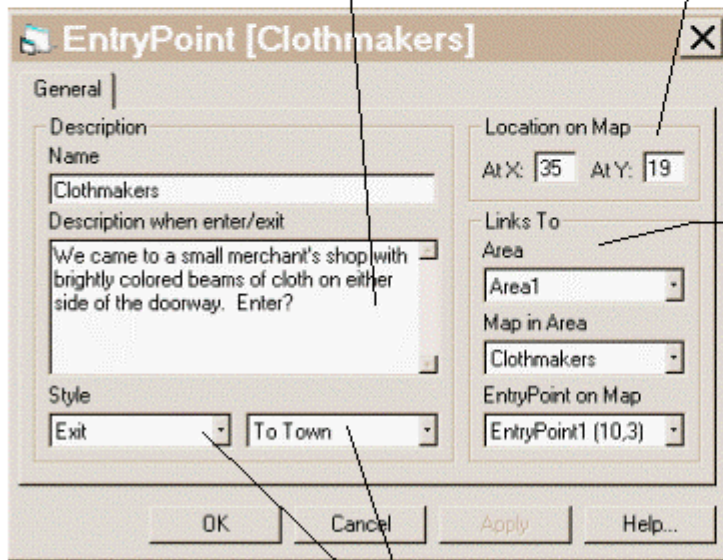 EntryPoint [Clothmakers]
General
Description
Name
Clothmakers
Description when enter/exit
We came to a small merchant's shop with
brightly colored beams of cloth on either
side of the doorway.  Enter?
Style
Exit
To Town
Location on Map
At X: 35 At Y: 19
Links To
Area
Area1
Map in Area
Clothmakers
EntryPoint on Map
EntryPoint1 (10,3)
OK
Cancel
Apply
Help...